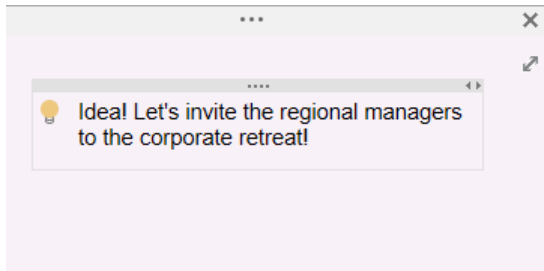 Idea! Let's invite the regional managers
to the corporate retreat!